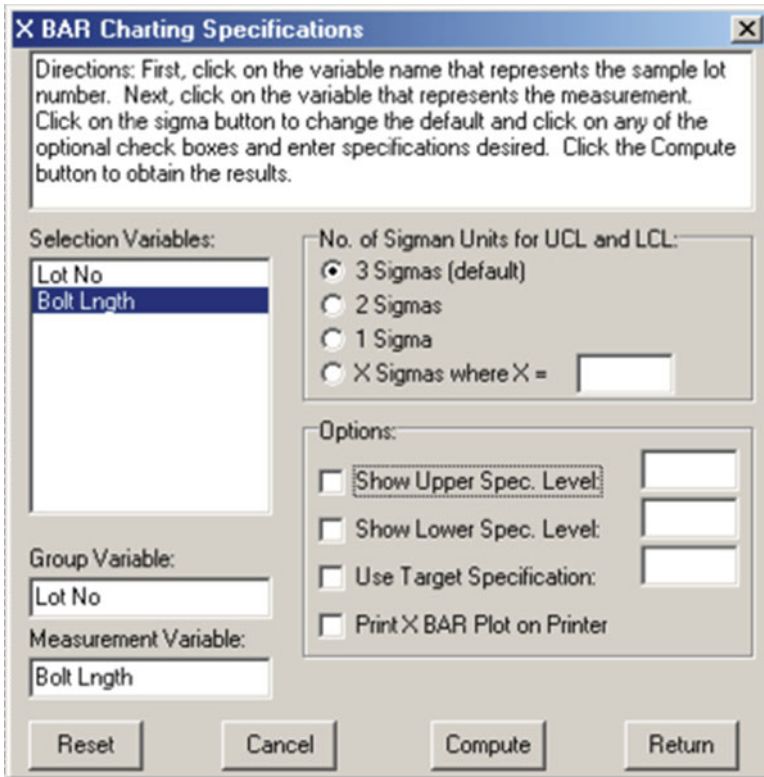 X BAR Charting Specifications
Directions: First, click on the variable name that represents the sample lot
number. Next, click on the variable that represents the measurement.
Click on the sigma button to change the default and click on any of the
optional check boxes and enter specifications desired. Click the Compute
button to obtain the results.
Selection Variables:
Lot No
Bolt Lngth
No. of Sigman Units for UCL and LCL:
3 Sigmas (default)
2 Sigmas
1 Sigma
X Sigmas where X =
Options:
Show Upper Spec. Level:
Show Lower Spec. Level:
Use Target Specification:
Print X BAR Plot on Printer
Group Variable:
Lot No
Measurement Variable:
Bolt Lngth
Reset
Cancel
Compute
Return